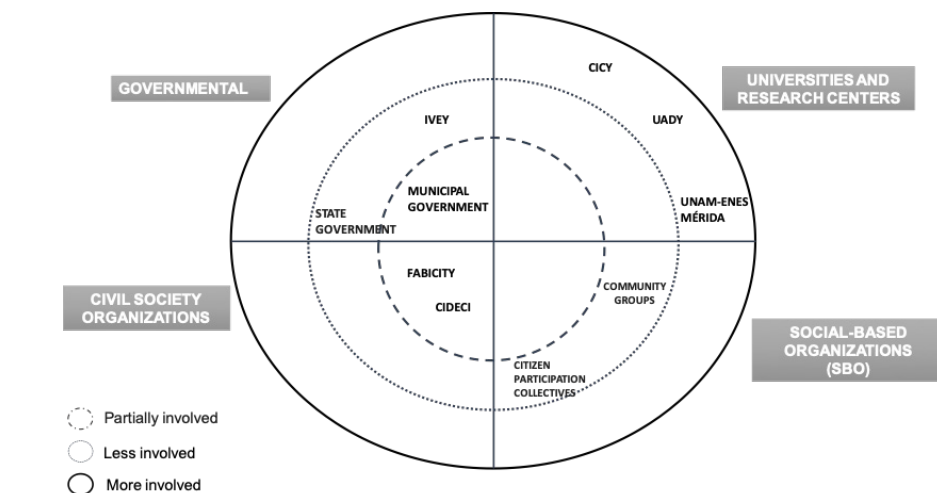 GOVERNMENTAL
CICY
UNIVERSITIES AND
RESEARCH CENTERS
IVEY
UADY
MUNICIPAL
GOVERNMENT
STATE
GOVERNMENT
UNAM-ENES
MÉRIDA
CIVIL SOCIETY
ORGANIZATIONS
FABICITY
CIDECI
COMMUNITY
GROUPS
SOCIAL-BASED
ORGANIZATIONS
(SBO)
CITIZEN
PARTICIPATION
COLLECTIVES
Partially involved
Less involved
More involved